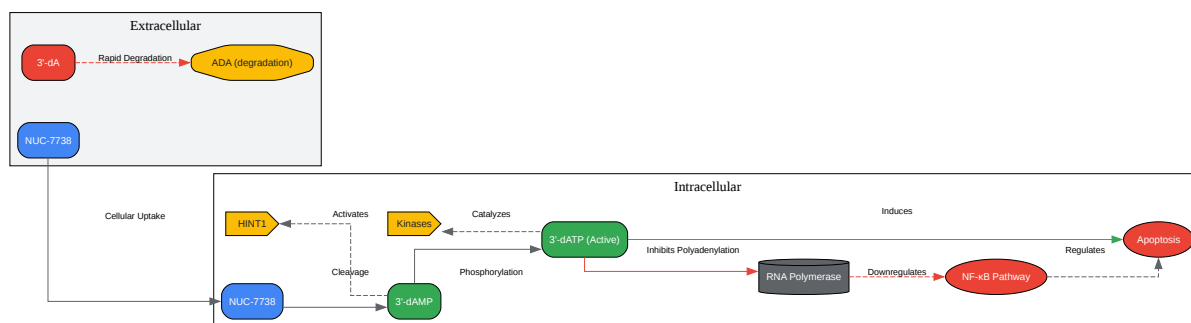 Extracellular
3'-dA
Rapid Degradation
ADA (degradation)
NUC-7738
Cellular Uptake
Intracellular
HINT1
Activates
Kinases
Catalyzes
3'-dATP (Active)
Induces
Apoptosis
Inhibits Polyadenylation
Regulates
Cleavage
Phosphorylation
RNA Polymerase
Downregulates
NF-κB Pathway
NUC-7738
3'-dAMP